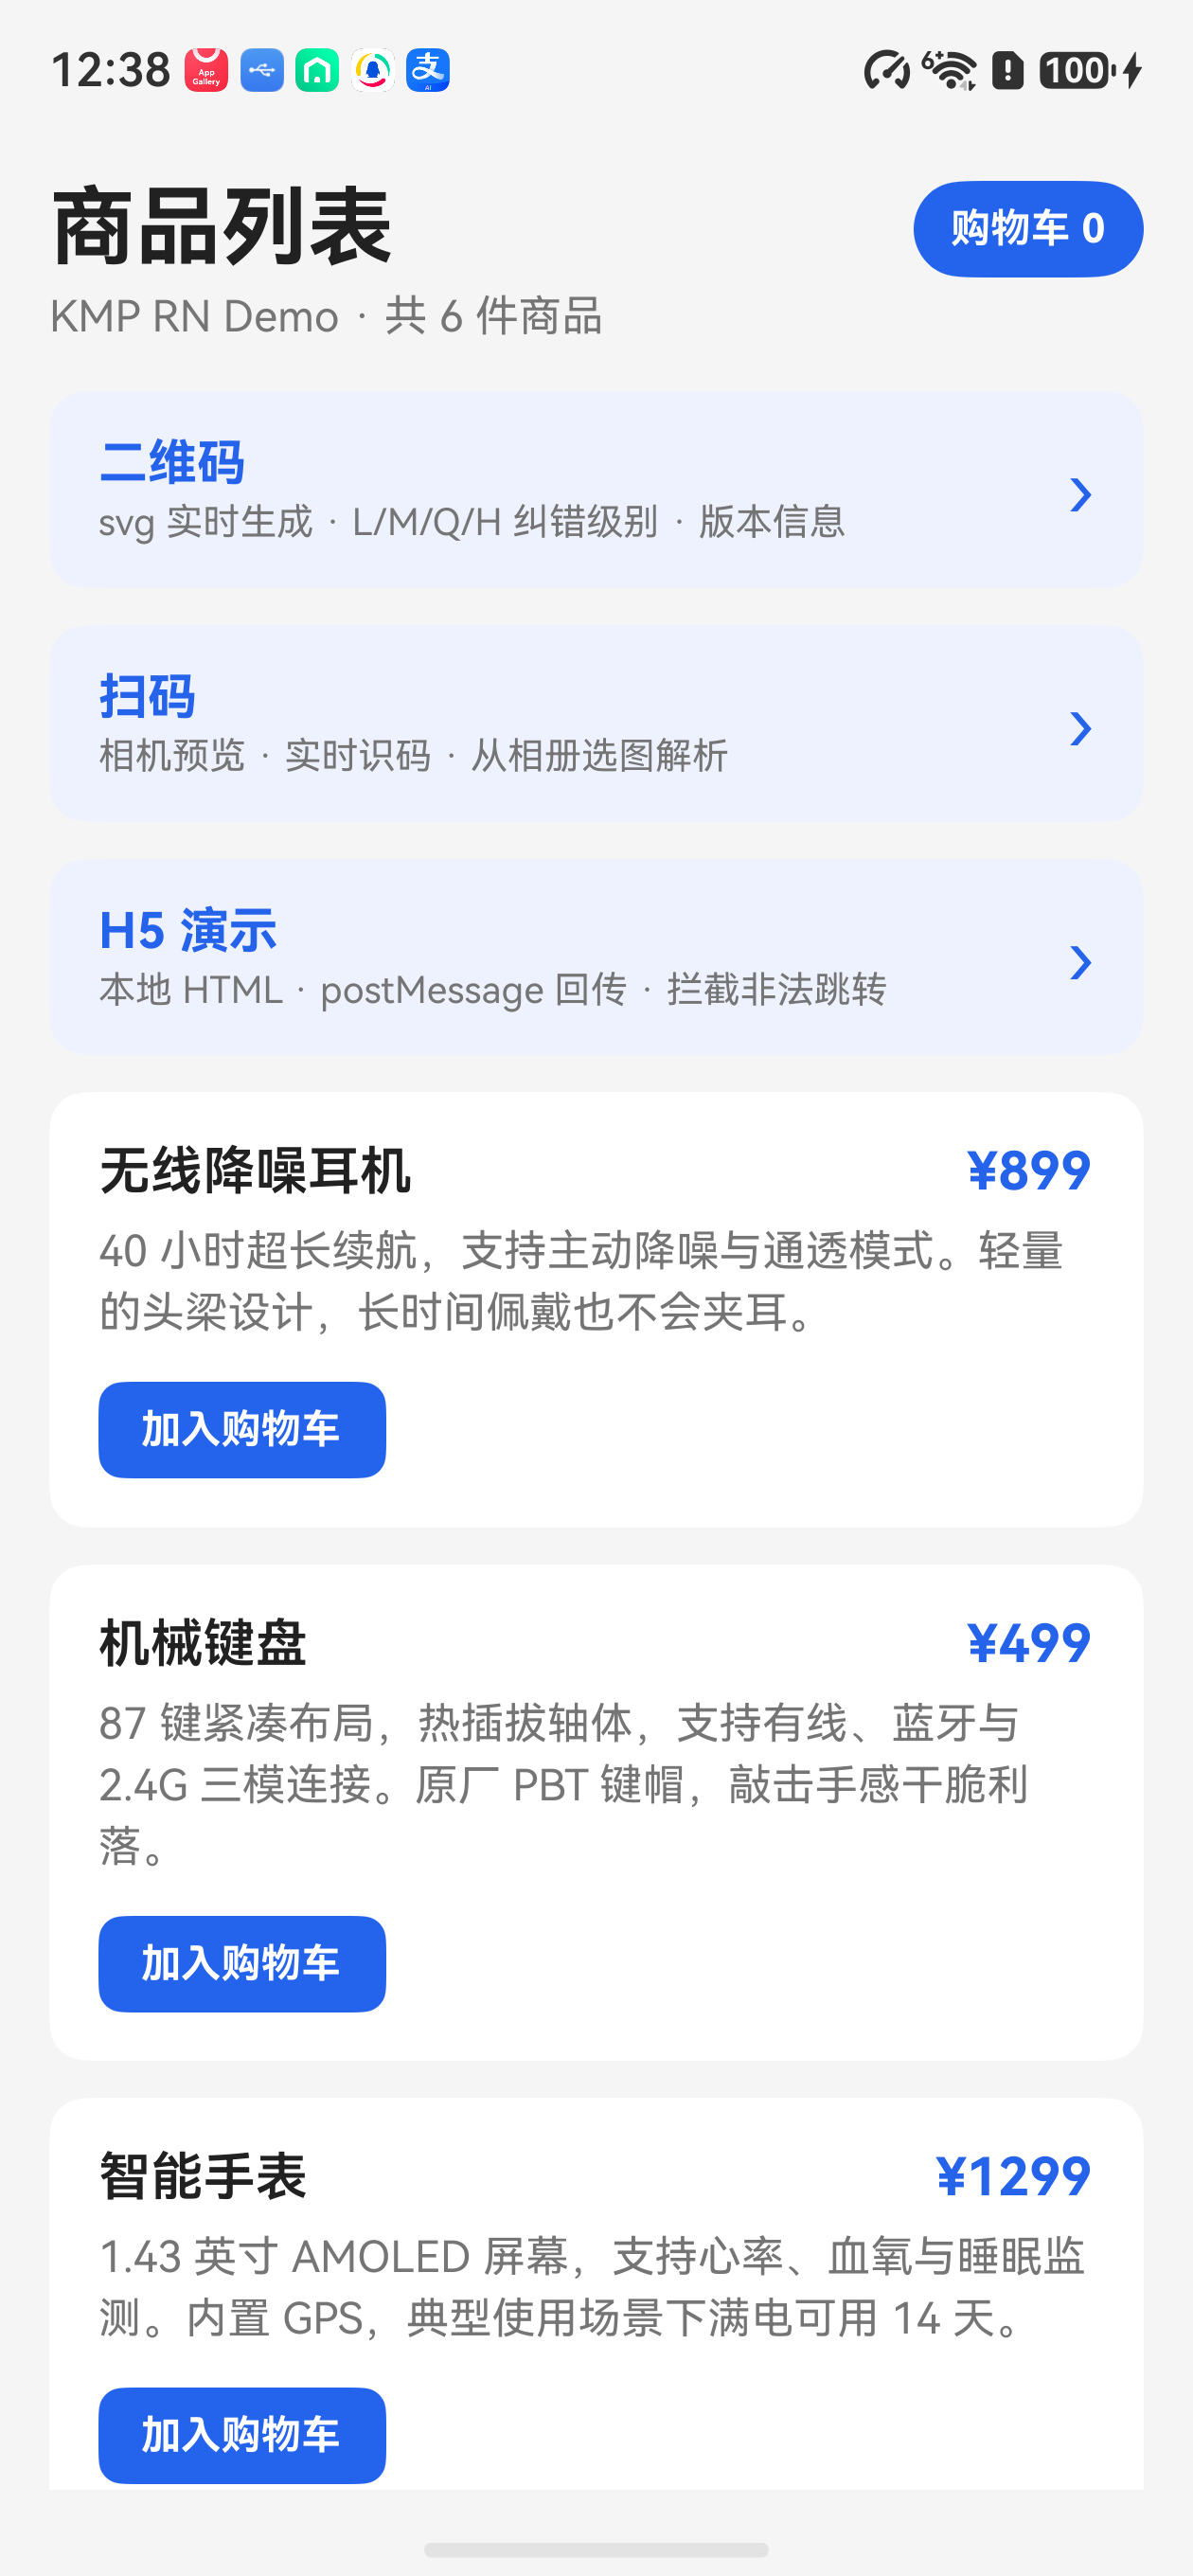 12:38
App Gallery
支
AI
6+
100
商品列表
购物车 0
KMP RN Demo · 共 6 件商品
二维码
svg 实时生成 · L/M/Q/H 纠错级别 · 版本信息
扫码
相机预览 · 实时识码 · 从相册选图解析
H5 演示
本地 HTML · postMessage 回传 · 拦截非法跳转
无线降噪耳机
¥899
40 小时超长续航，支持主动降噪与通透模式。轻量
的头梁设计，长时间佩戴也不会夹耳。
加入购物车
机械键盘
¥499
87 键紧凑布局，热插拔轴体，支持有线、蓝牙与
2.4G 三模连接。原厂 PBT 键帽，敲击手感干脆利
落。
加入购物车
智能手表
¥1299
1.43 英寸 AMOLED 屏幕，支持心率、血氧与睡眠监
测。内置 GPS，典型使用场景下满电可用 14 天。
加入购物车